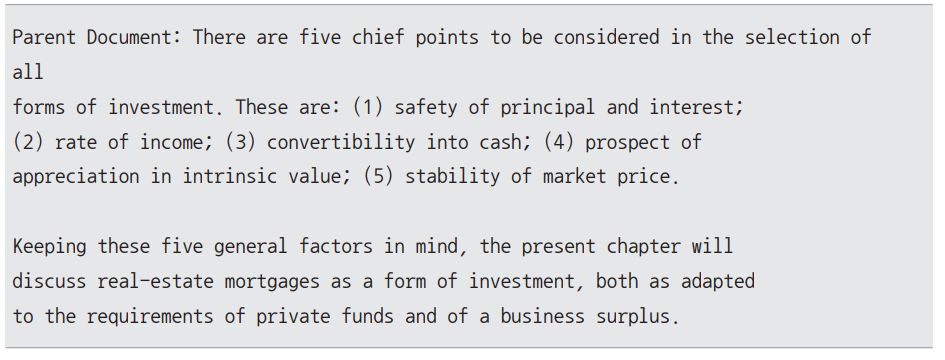 Parent Document: There are five chief points to be considered in the selection of
all
forms of investment. These are: (1) safety of principal and interest;
(2) rate of income; (3) convertibility into cash; (4) prospect of
appreciation in intrinsic value; (5) stability of market price.
Keeping these five general factors in mind, the present chapter will
discuss real-estate mortgages as a form of investment, both as adapted
to the requirements of private funds and of a business surplus.